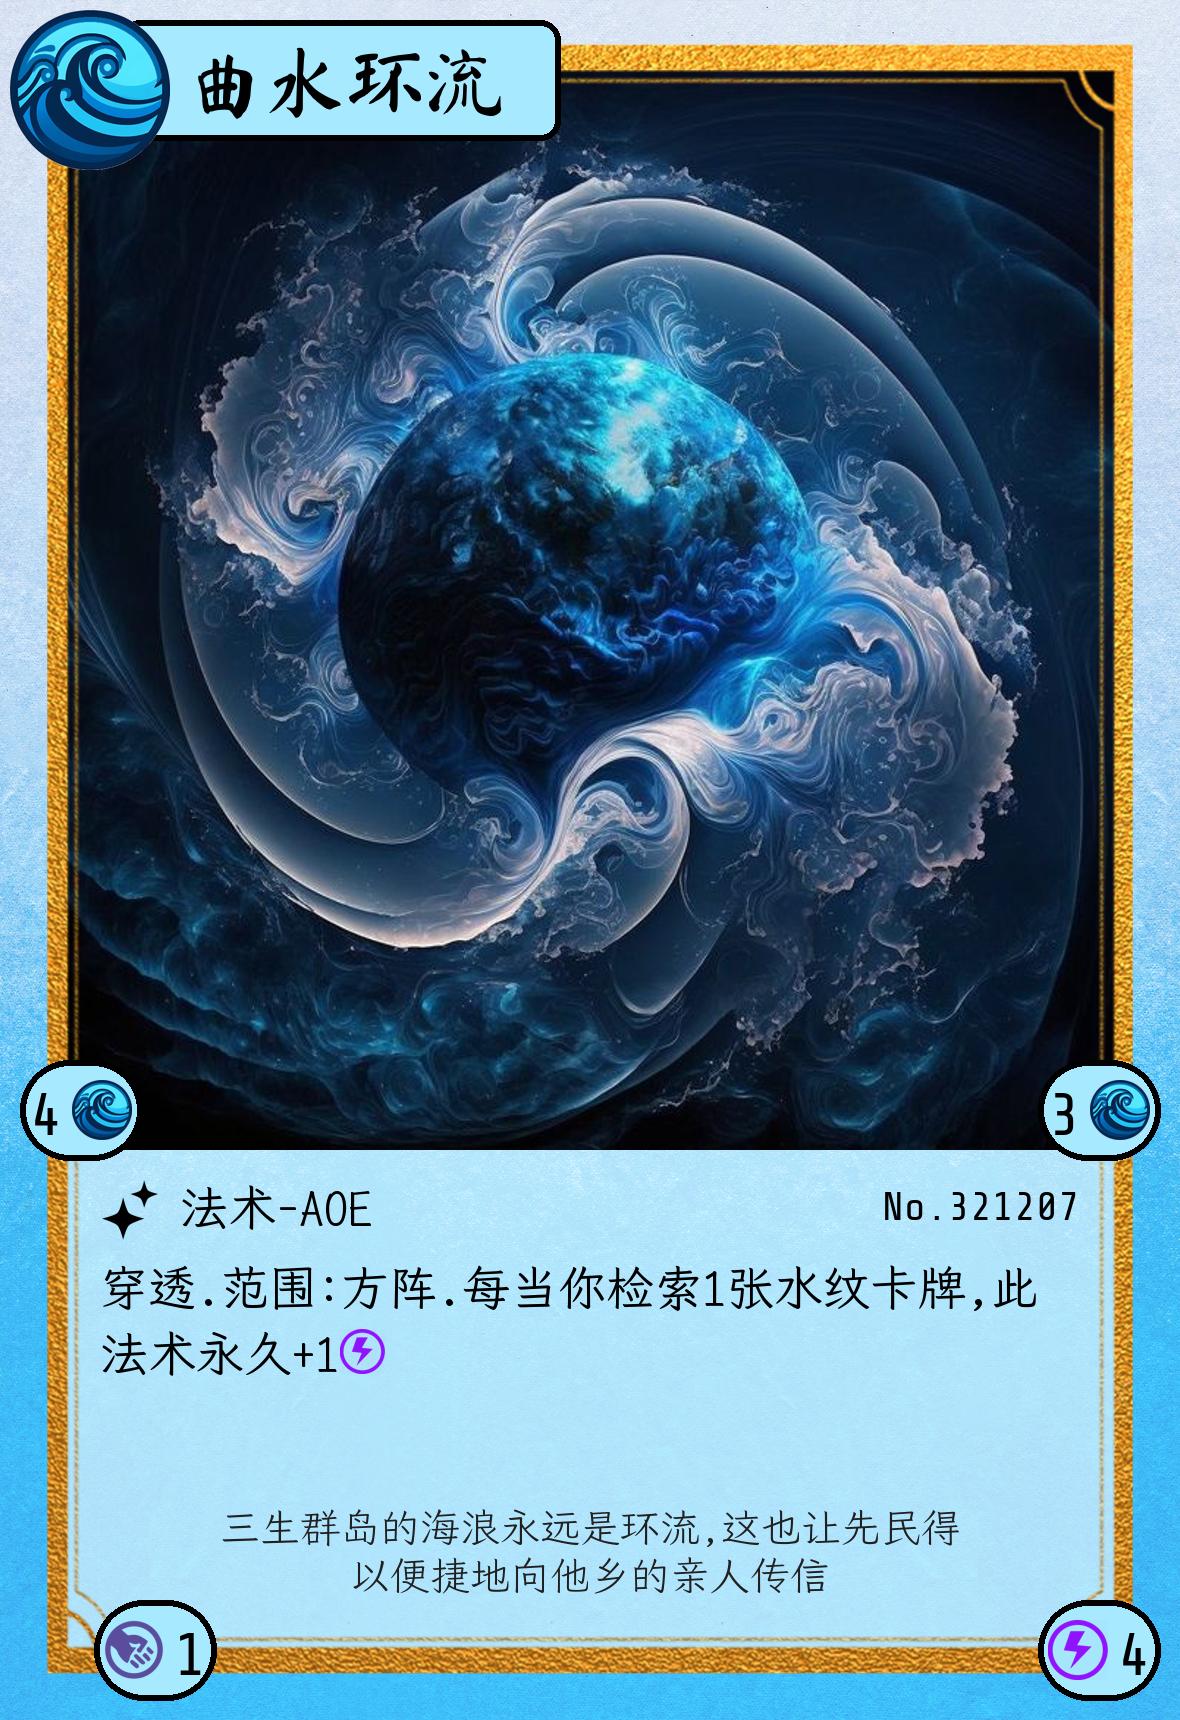 曲水环流
4
3
法术-AOE
No.321207
穿透.范围:方阵.每当你检索1张水纹卡牌,此
法术永久+1
三生群岛的海浪永远是环流,这也让先民得
以便捷地向他乡的亲人传信
1
4